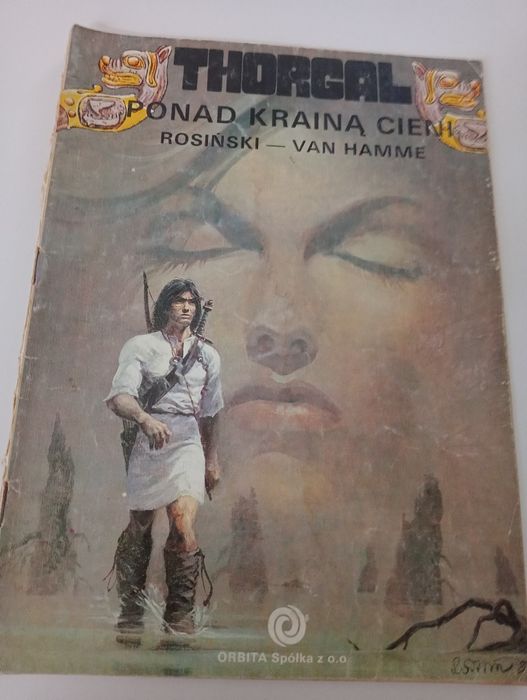 THORGAL
PONAD KRAINĄ CIENI
ROSIŃSKI — VAN HAMME
ORBITA Spółka z o.o